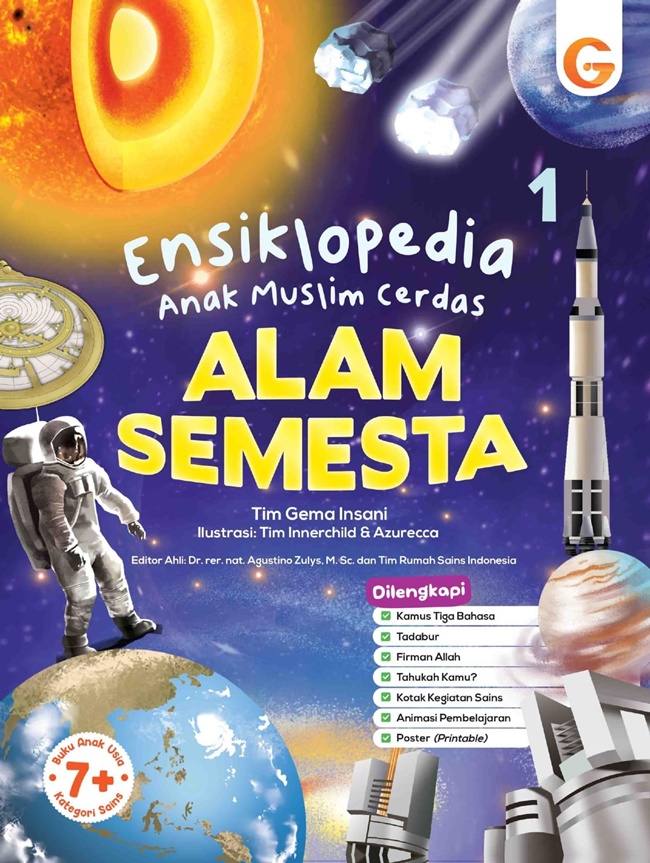 G
1
Ensiklopedia
Anak Muslim Cerdas
ALAM
SEMESTA
Tim Gema Insani
Ilustrasi: Tim Innerchild & Azurecca
Editor Ahli: Dr. rer. nat. Agustino Zulys, M. Sc. dan Tim Rumah Sains Indonesia
Dilengkapi
Kamus Tiga Bahasa
Tadabur
Firman Allah
Tahukah Kamu?
Kotak Kegiatan Sains
Animasi Pembelajaran
Poster (Printable)
Buku Anak Usia
7+
Kategori Sains